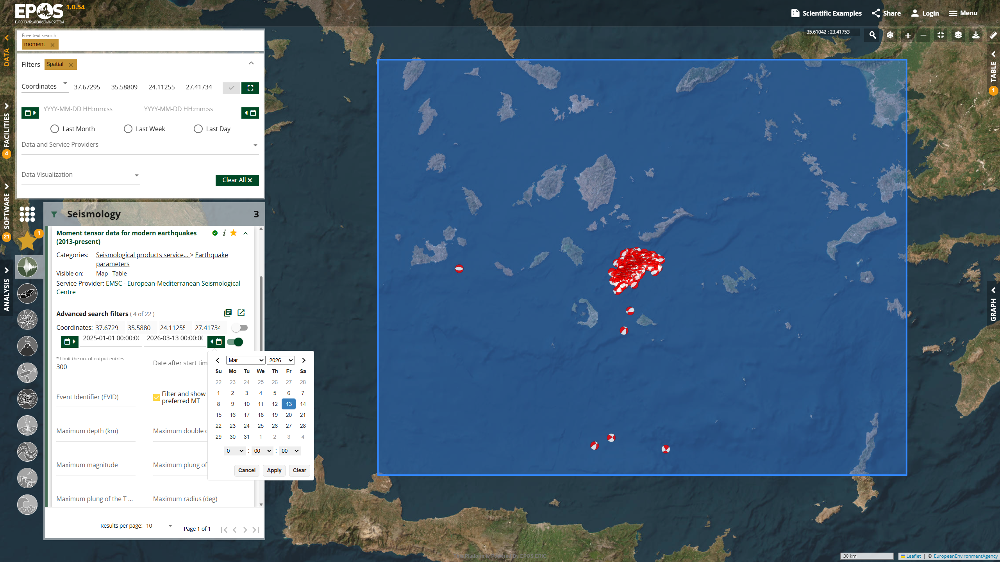 EPOS 1.0.54
EUROPEANPLATEOBSERVINGSYSTEM
Scientific Examples
Share
Login
Menu
35.61042 : 23.41753
DATA
FACILITIES
4
SOFTWARE
21
ANALYSIS
TABLE
1
GRAPH
Free text search
moment
Filters
Spatial
Coordinates
37.67295
35.58809
24.11255
27.41734
YYYY-MM-DD HH:mm:ss
YYYY-MM-DD HH:mm:ss
Last Month
Last Week
Last Day
Data and Service Providers
Data Visualization
Clear All
1
Seismology
3
Moment tensor data for modern earthquakes
(2013-present)
Categories:
Seismological products service... > Earthquake
parameters
Visible on:
Map Table
Service Provider: EMSC - European-Mediterranean Seismological
Centre
Advanced search filters ( 4 of 22 )
Coordinates: 37.6729 35.5880 24.11255 27.41734
2025-01-01 00:00:00 2026-03-13 00:00:00
* Limit the no. of output entries
300
Date after start tim
Event Identifier (EVID)
Filter and show
preferred MT
Maximum depth (km)
Maximum double c
Maximum magnitude
Maximum plung of
Maximum plung of the T ...
Maximum radius (deg)
Mar 2026
Su Mo Tu We Th Fr Sa
22 23 24 25 26 27 28
1 2 3 4 5 6 7
8 9 10 11 12 13 14
15 16 17 18 19 20 21
22 23 24 25 26 27 28
29 30 31 1 2 3 4
0 : 00 : 00
Cancel
Apply
Clear
Results per page: 10
Page 1 of 1
Platform is Powered By EPOS ERIC
30 km
Leaflet | © EuropeanEnvironmentAgency